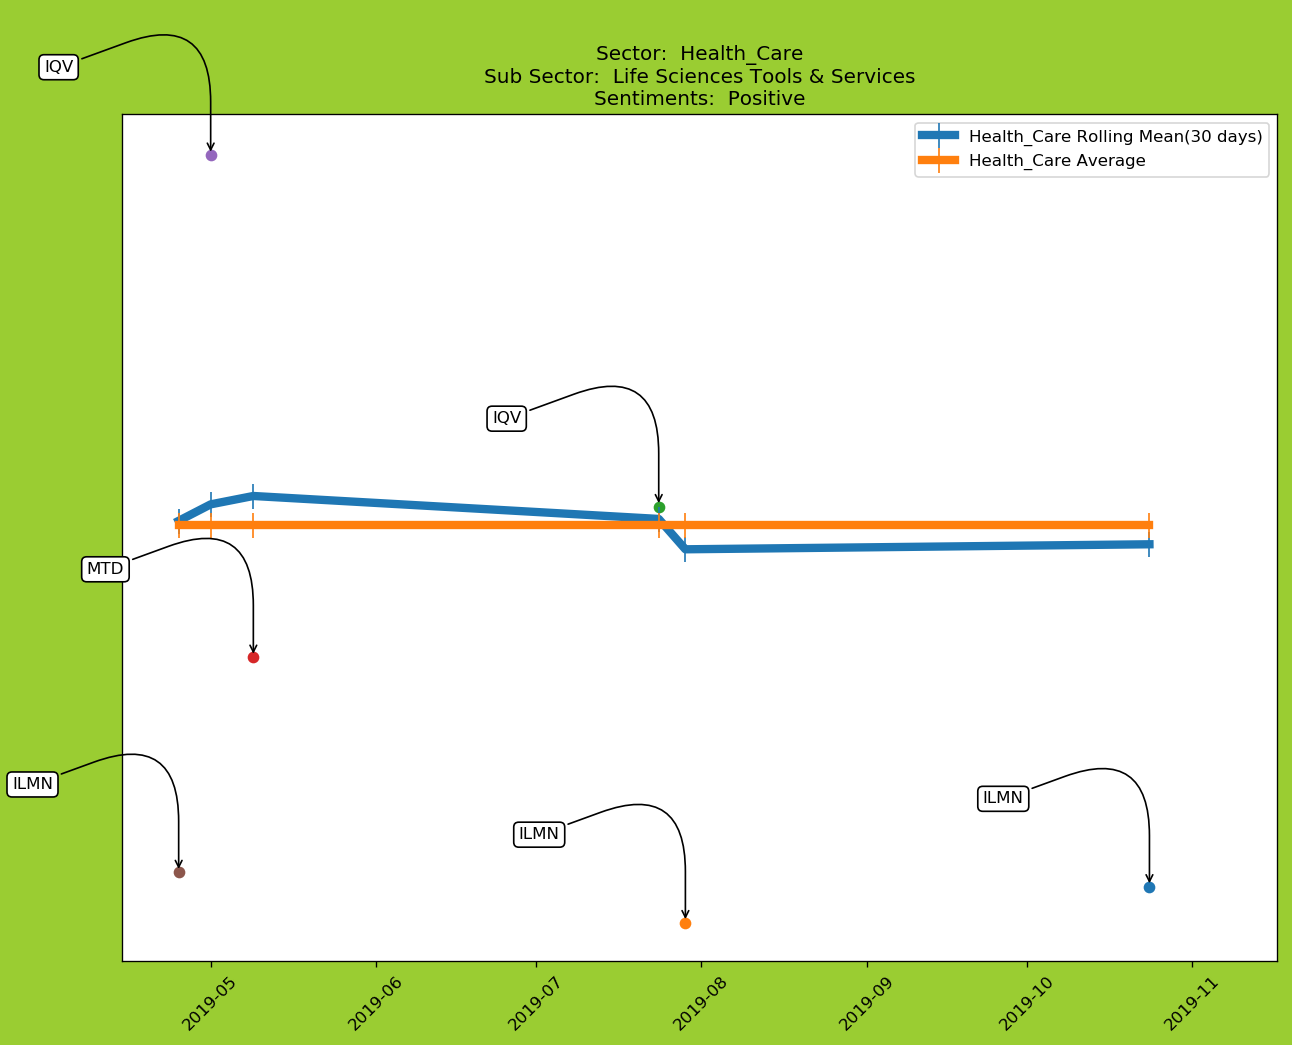 IQV
Sector:  Health_Care
Sub Sector:  Life Sciences Tools & Services
Sentiments:  Positive
Health_Care Rolling Mean(30 days)
Health_Care Average
IQV
MTD
ILMN
ILMN
ILMN
2019-05
2019-06
2019-07
2019-08
2019-09
2019-10
2019-11